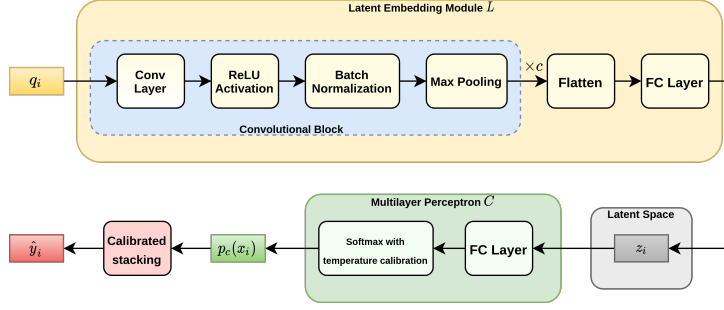 Latent Embedding Module L
q_i
Conv
Layer
ReLU
Activation
Batch
Normalization
Max Pooling
×c
Flatten
FC Layer
Convolutional Block
Multilayer Perceptron C
Latent Space
ŷ_i
Calibrated
stacking
p_c(x_i)
Softmax with
temperature calibration
FC Layer
z_i